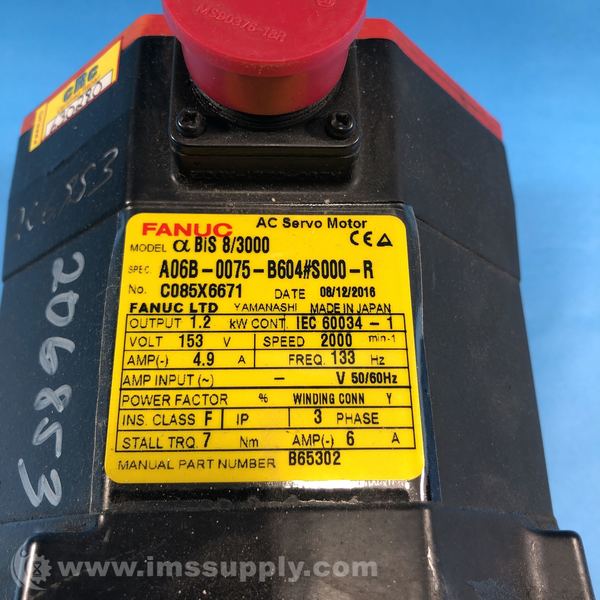 MS90376-18R
GRC
FANUC AC Servo Motor
MODEL α BiS 8/3000
CE
SPEC. A06B-0075-B604#S000-R
No. C085X6671 DATE 08/12/2016
FANUC LTD YAMANASHI MADE IN JAPAN
OUTPUT 1.2 kW CONT. IEC 60034-1
VOLT 153 V SPEED 2000 min-1
AMP(~) 4.9 A FREQ. 133 Hz
AMP INPUT (~) - V 50/60Hz
POWER FACTOR % WINDING CONN Y
INS. CLASS F IP 3 PHASE
STALL TRQ. 7 Nm AMP(~) 6 A
MANUAL PART NUMBER B65302
206853
© www.imssupply.com